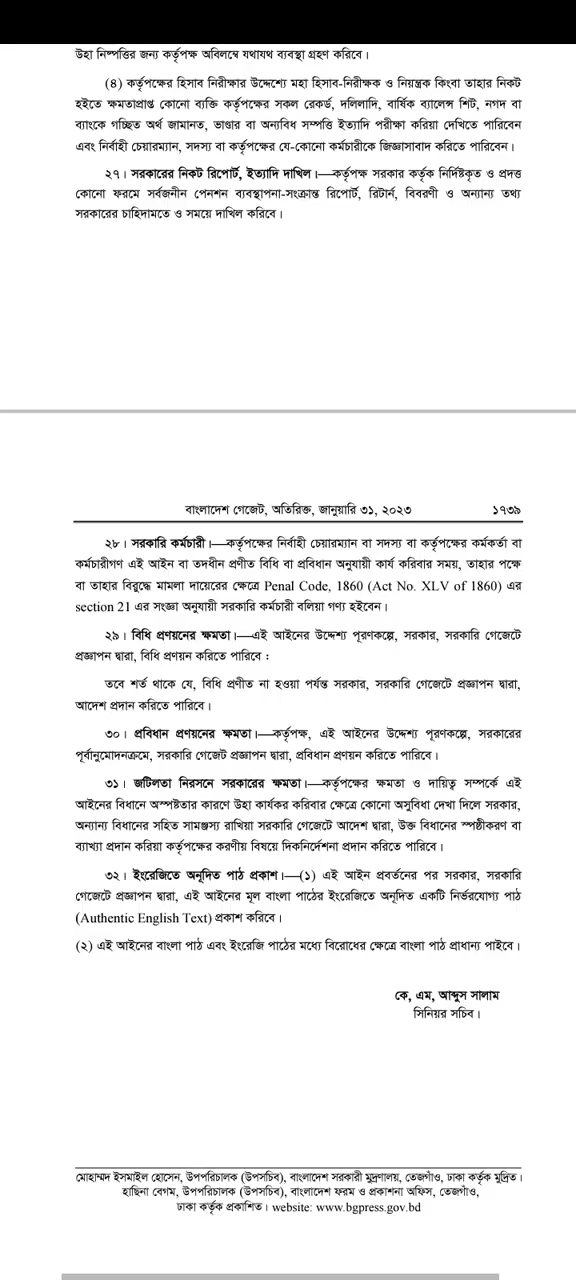 উহা নিষ্পত্তির জন্য কর্তৃপক্ষ অবিলম্বে যথাযথ ব্যবস্থা গ্রহণ করিবে।
(৪) কর্তৃপক্ষের হিসাব নিরীক্ষার উদ্দেশ্যে মহা হিসাব-নিরীক্ষক ও নিয়ন্ত্রক কিংবা তাহার নিকট
হইতে ক্ষমতাপ্রাপ্ত কোনো ব্যক্তি কর্তৃপক্ষের সকল রেকর্ড, দলিলাদি, বার্ষিক ব্যালেন্স শিট, নগদ বা
ব্যাংকে গচ্ছিত অর্থ জামানত, ভাণ্ডার বা অন্যবিধ সম্পত্তি ইত্যাদি পরীক্ষা করিয়া দেখিতে পারিবেন
এবং নির্বাহী চেয়ারম্যান, সদস্য বা কর্তৃপক্ষের যে-কোনো কর্মচারীকে জিজ্ঞাসাবাদ করিতে পারিবেন।
২৭। সরকারের নিকট রিপোর্ট, ইত্যাদি দাখিল।—কর্তৃপক্ষ সরকার কর্তৃক নির্দিষ্টকৃত ও প্রদত্ত
কোনো ফরমে সর্বজনীন পেনশন ব্যবস্থাপনা-সংক্রান্ত রিপোর্ট, রিটার্ন, বিবরণী ও অন্যান্য তথ্য
সরকারের চাহিদামতে ও সময়ে দাখিল করিবে।
বাংলাদেশ গেজেট, অতিরিক্ত, জানুয়ারি ৩১, ২০২৩ ১৭৩৯
২৮। সরকারি কর্মচারী।—কর্তৃপক্ষের নির্বাহী চেয়ারম্যান বা সদস্য বা কর্তৃপক্ষের কর্মকর্তা বা
কর্মচারীগণ এই আইন বা তদধীন প্রণীত বিধি বা প্রবিধান অনুযায়ী কার্য করিবার সময়, তাহার পক্ষে
বা তাহার বিরুদ্ধে মামলা দায়েরের ক্ষেত্রে Penal Code, 1860 (Act No. XLV of 1860) এর
section 21 এর সংজ্ঞা অনুযায়ী সরকারি কর্মচারী বলিয়া গণ্য হইবেন।
২৯। বিধি প্রণয়নের ক্ষমতা।—এই আইনের উদ্দেশ্য পূরণকল্পে, সরকার, সরকারি গেজেটে
প্রজ্ঞাপন দ্বারা, বিধি প্রণয়ন করিতে পারিবে :
তবে শর্ত থাকে যে, বিধি প্রণীত না হওয়া পর্যন্ত সরকার, সরকারি গেজেটে প্রজ্ঞাপন দ্বারা,
আদেশ প্রদান করিতে পারিবে।
৩০। প্রবিধান প্রণয়নের ক্ষমতা।—কর্তৃপক্ষ, এই আইনের উদ্দেশ্য পূরণকল্পে, সরকারের
পূর্বানুমোদনক্রমে, সরকারি গেজেট প্রজ্ঞাপন দ্বারা, প্রবিধান প্রণয়ন করিতে পারিবে।
৩১। জটিলতা নিরসনে সরকারের ক্ষমতা।—কর্তৃপক্ষের ক্ষমতা ও দায়িত্ব সম্পর্কে এই
আইনের বিধানে অস্পষ্টতার কারণে উহা কার্যকর করিবার ক্ষেত্রে কোনো অসুবিধা দেখা দিলে সরকার,
অন্যান্য বিধানের সহিত সামঞ্জস্য রাখিয়া সরকারি গেজেটে আদেশ দ্বারা, উক্ত বিধানের স্পষ্ঠীকরণ বা
ব্যাখ্যা প্রদান করিয়া কর্তৃপক্ষের করণীয় বিষয়ে দিকনির্দেশনা প্রদান করিতে পারিবে।
৩২। ইংরেজিতে অনূদিত পাঠ প্রকাশ।—(১) এই আইন প্রবর্তনের পর সরকার, সরকারি
গেজেটে প্রজ্ঞাপন দ্বারা, এই আইনের মূল বাংলা পাঠের ইংরেজিতে অনূদিত একটি নির্ভরযোগ্য পাঠ
(Authentic English Text) প্রকাশ করিবে।
(২) এই আইনের বাংলা পাঠ এবং ইংরেজি পাঠের মধ্যে বিরোধের ক্ষেত্রে বাংলা পাঠ প্রাধান্য পাইবে।
কে, এম, আব্দুস সালাম
সিনিয়র সচিব।
মোহাম্মদ ইসমাইল হোসেন, উপপরিচালক (উপসচিব), বাংলাদেশ সরকারী মুদ্রণালয়, তেজগাঁও, ঢাকা কর্তৃক মুদ্রিত।
হাছিনা বেগম, উপপরিচালক (উপসচিব), বাংলাদেশ ফরম ও প্রকাশনা অফিস, তেজগাঁও,
ঢাকা কর্তৃক প্রকাশিত। website: www.bgpress.gov.bd